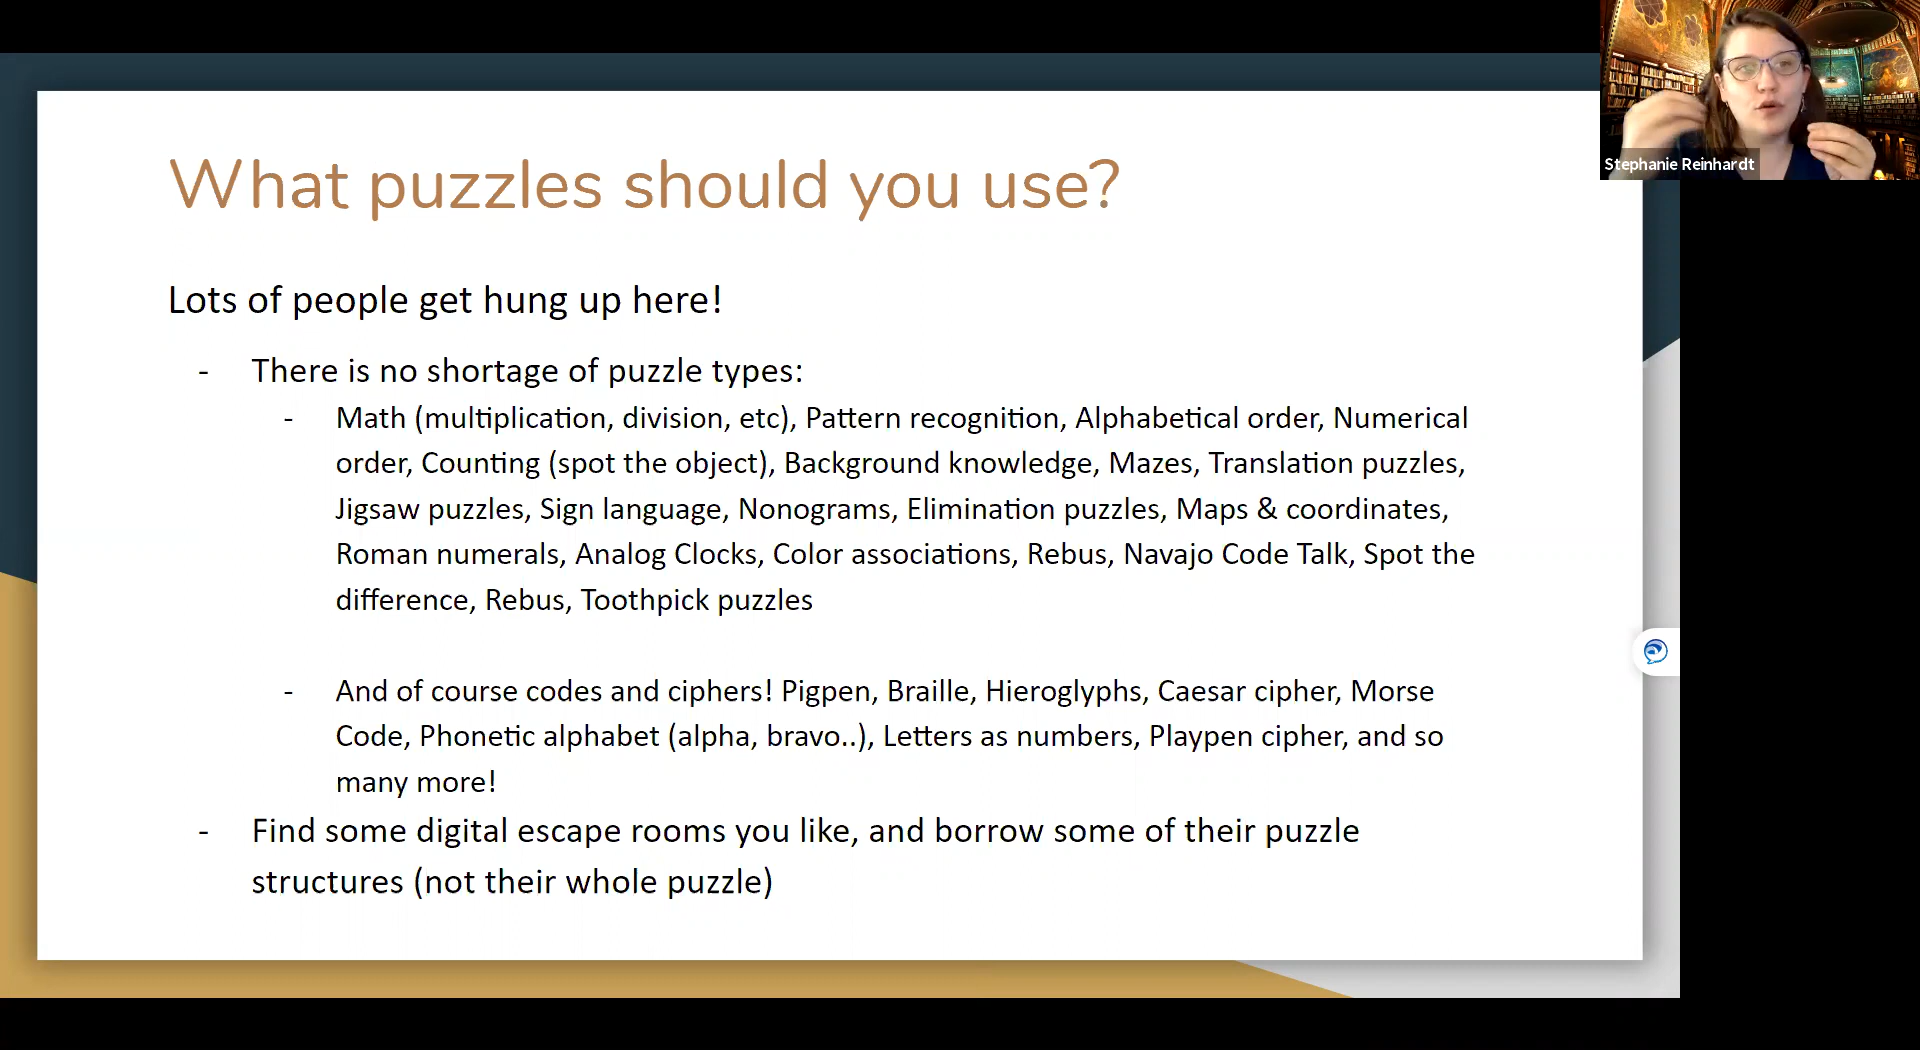 What puzzles should you use?
Lots of people get hung up here!
- There is no shortage of puzzle types:
- Math (multiplication, division, etc), Pattern recognition, Alphabetical order, Numerical
order, Counting (spot the object), Background knowledge, Mazes, Translation puzzles,
Jigsaw puzzles, Sign language, Nonograms, Elimination puzzles, Maps & coordinates,
Roman numerals, Analog Clocks, Color associations, Rebus, Navajo Code Talk, Spot the
difference, Rebus, Toothpick puzzles
- And of course codes and ciphers! Pigpen, Braille, Hieroglyphs, Caesar cipher, Morse
Code, Phonetic alphabet (alpha, bravo..), Letters as numbers, Playpen cipher, and so
many more!
- Find some digital escape rooms you like, and borrow some of their puzzle
structures (not their whole puzzle)
Stephanie Reinhardt